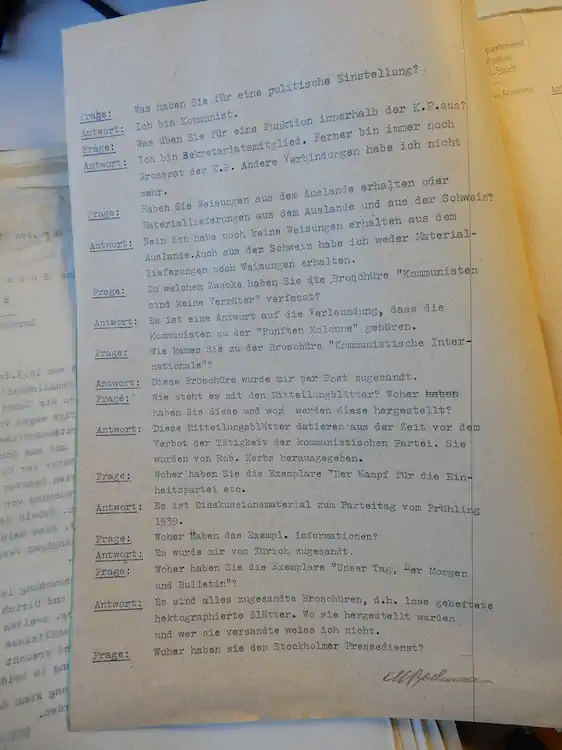 Frage: Was haben Sie für eine politische Einstellung?
Antwort: Ich bin Kommunist.
Frage: Was üben Sie für eine Funktion innerhalb der K.P.aus?
Antwort: Ich bin Sekretariatsmitglied. Ferner bin immer noch
Grossrat der K.P. Andere Verbindungen habe ich nicht
mehr.
Frage: Haben Sie Weisungen aus dem Auslande erhalten oder
Materiallieferungen aus dem Auslande und aus der Schweiz?
Antwort: Nein ich habe noch keine Weisungen erhalten aus dem
Auslande.Auch aus der Schweiz habe ich weder Material-
lieferungen noch Weisungen erhalten.
Frage: Zu welchem Zwecke haben Sie die Broschüre "Kommunisten
sind keine Verräter" verfasst?
Antwort: Es ist eine Antwort auf die Verleumdung, dass die
Kommunisten zu der "Fünften Kolonne" gehören.
Frage: Wie kamen Sie zu der Broschüre "Kommunistische Inter-
nationale"?
Antwort: Diese Broschüre wurde mir per Post zugesandt.
Frage: Wie steht es mit den Mitteilungblätter? Woher haben
haben Sie diese und wom werden diese hergestellt?
Antwort: Diese Mitteilungsblätter datieren aus der Zeit vor dem
Verbot der Tätigkeit der kommunistischen Partei. Sie
wurden von Rob. Krebs herausgegeben.
Frage: Woher haben Sie die Exemplare "Der Kampf für die Ein-
heitspartei etc.
Antwort: Es ist Disskussionsmaterial zum Parteitag vom Frühling
1939.
Frage: Woher Haben das Exempl. Informationen?
Antwort: Es wurde mir von Zürich zugesandt.
Frage: Woher haben Sie die Exemplare "Unser Tag, Der Morgen
und Bulletin"?
Antwort: Es sind alles zugesandte Broschüren, d.h. lose geheftete
hektographierte Blätter. Wo sie hergestellt warden
und wer sie versandte weiss ich nicht.
Frage: Woher haben sie den Stockholmer Pressedienst?